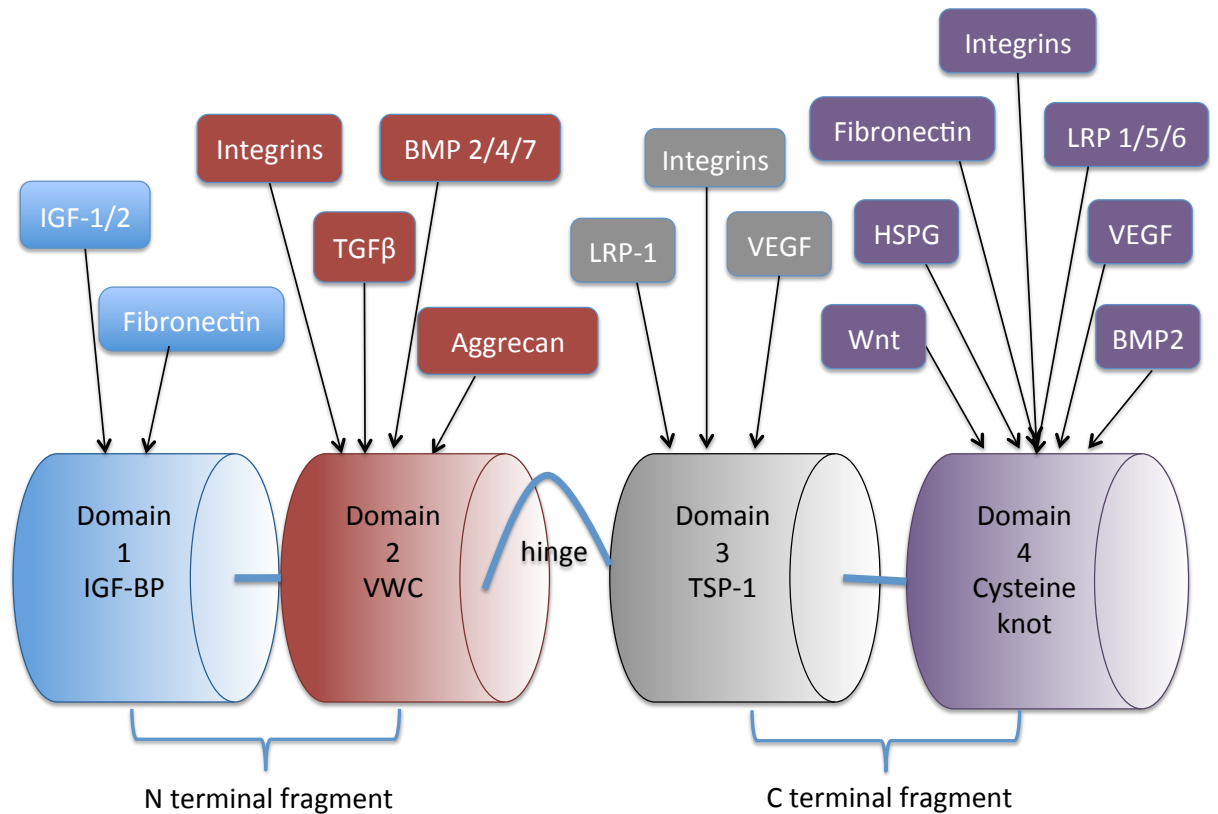 Integrins
Fibronectin
LRP 1/5/6
Integrins
BMP 2/4/7
Integrins
IGF-1/2
TGFβ
LRP-1
VEGF
HSPG
VEGF
Fibronectin
Aggrecan
Wnt
BMP2
Domain
1
IGF-BP
Domain
2
VWC
hinge
Domain
3
TSP-1
Domain
4
Cysteine
knot
N terminal fragment
C terminal fragment